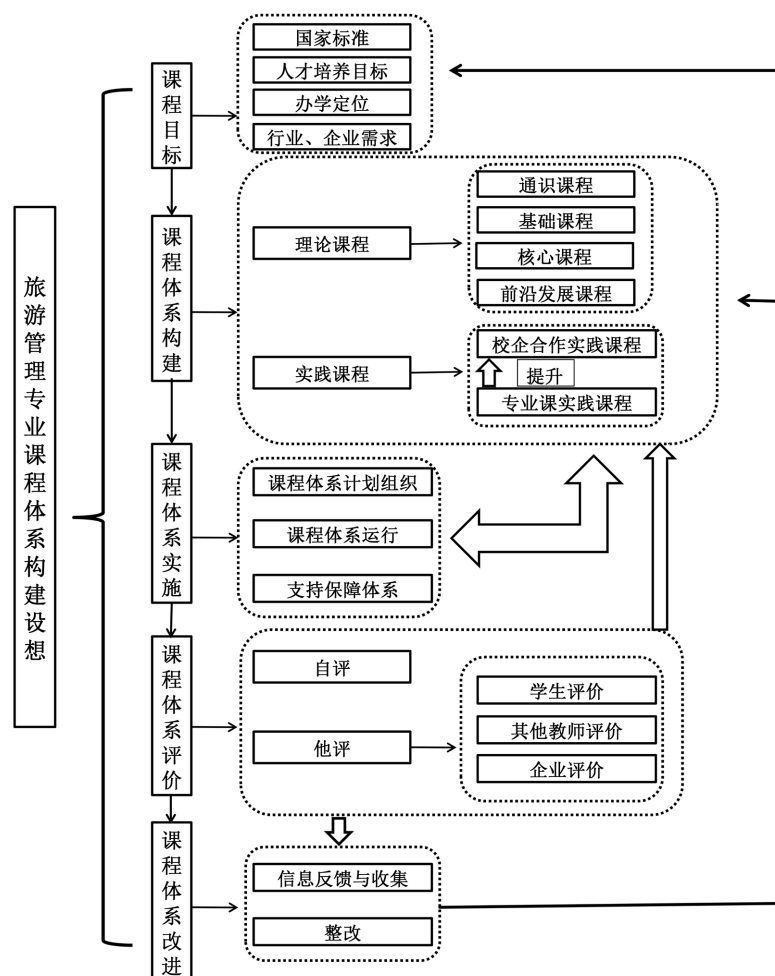 旅游管理专业课程体系构建设想
课程目标
国家标准
人才培养目标
办学定位
行业、企业需求
课程体系构建
理论课程
通识课程
基础课程
核心课程
前沿发展课程
实践课程
校企合作实践课程
提升
专业课实践课程
课程体系实施
课程体系计划组织
课程体系运行
支持保障体系
课程体系评价
自评
他评
学生评价
其他教师评价
企业评价
课程体系改进
信息反馈与收集
整改